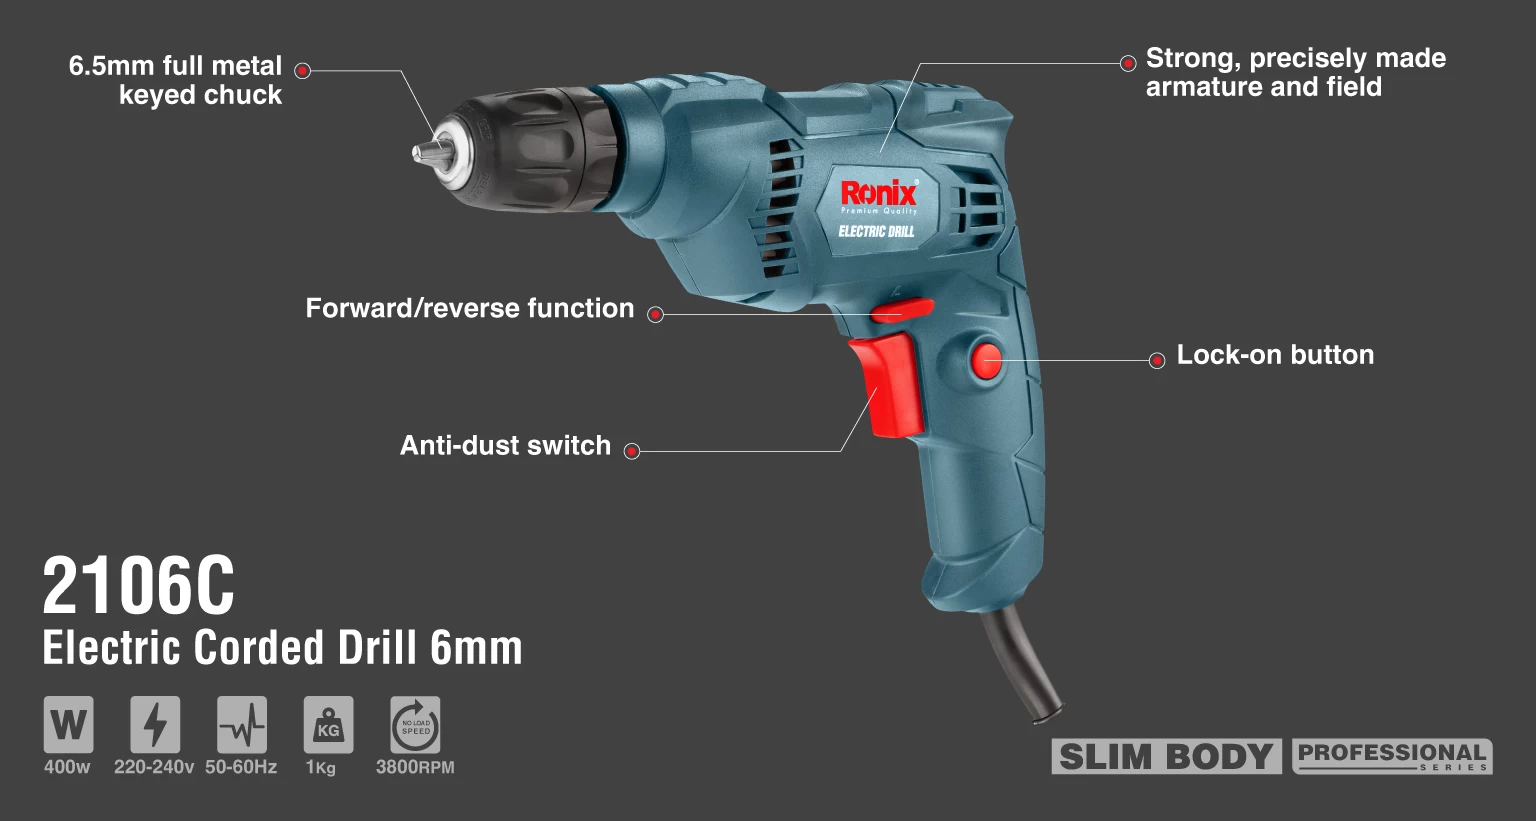 6.5mm full metal
keyed chuck
Strong, precisely made
armature and field
Ronix®
Premium Quality
ELECTRIC DRILL
Forward/reverse function
Lock-on button
Anti-dust switch
2106C
Electric Corded Drill 6mm
W
KG
NO LOAD
SPEED
400w
220-240v
50-60Hz
1Kg
3800RPM
SLIM BODY
PROFESSIONAL
SERIES